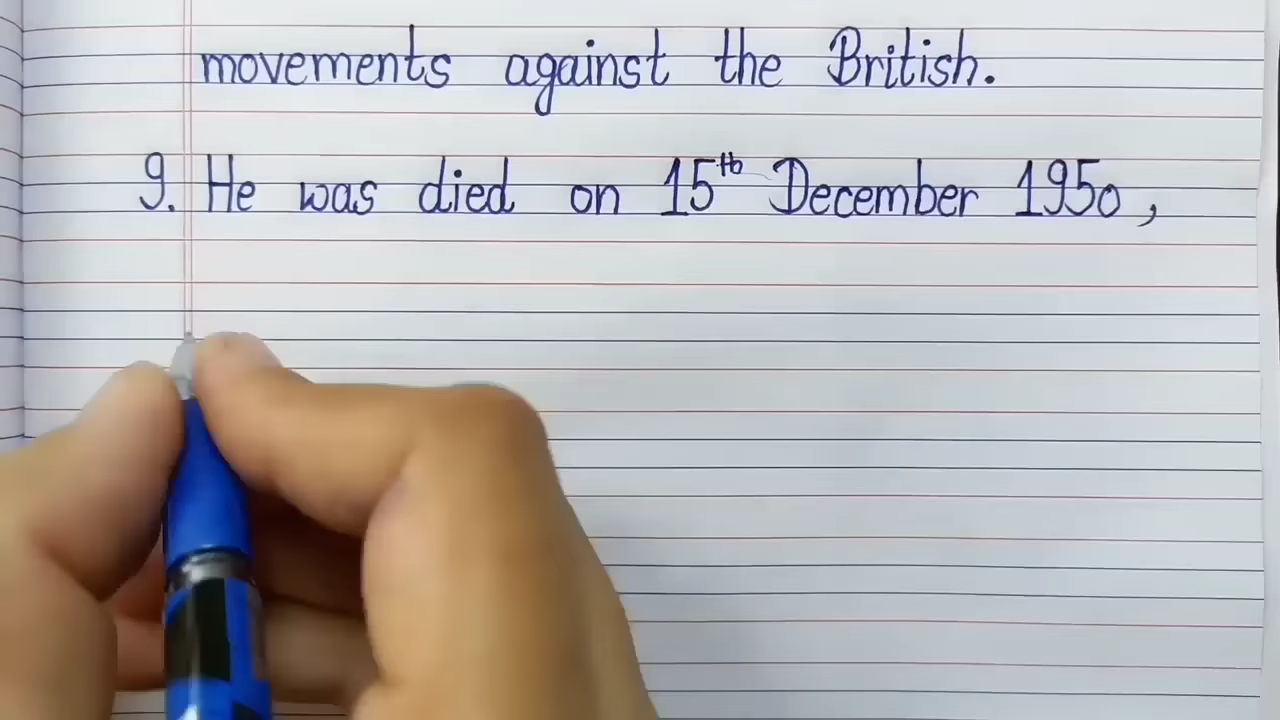 movements against the British.
9. He was died on 15th December 1950,